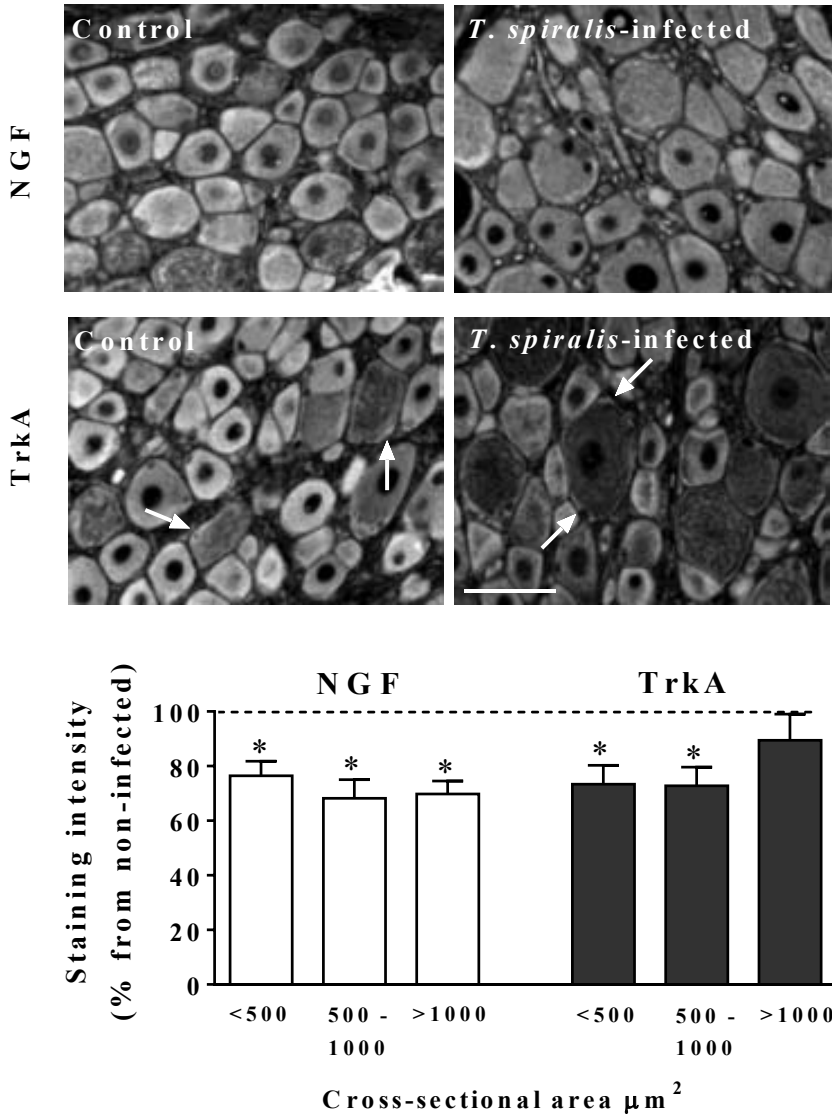 Control
T. spiralis-infected
NGF
Control
T. spiralis-infected
TrkA
NGF
TrkA
Staining intensity
(% from non-infected)
100
80
60
40
20
0
*
*
*
*
*
<500
500 -
1000
>1000
<500
500 -
1000
>1000
Cross-sectional area μm²